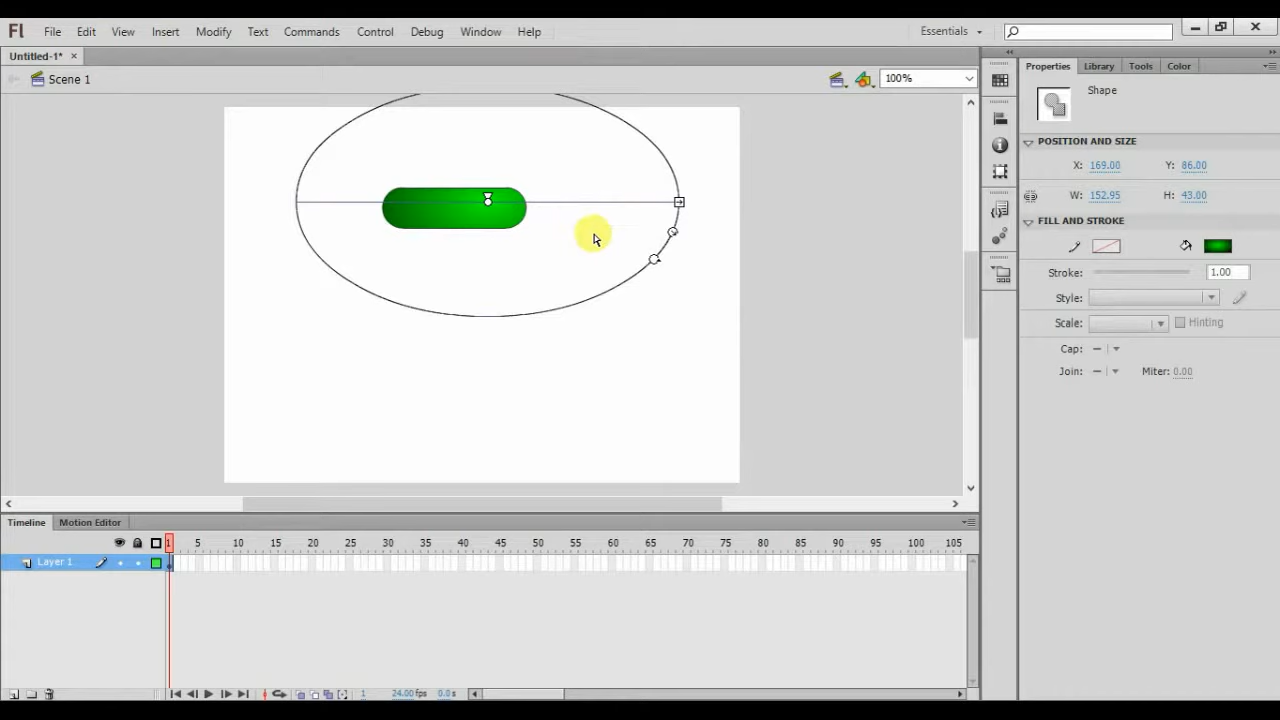 Fl File Edit View Insert Modify Text Commands Control Debug Window Help Essentials
Untitled-1* ×
Scene 1 100%
Properties Library Tools Color
Shape
POSITION AND SIZE
X: 169.00 Y: 86.00
W: 152.95 H: 43.00
FILL AND STROKE
Stroke: 1.00
Style:
Scale: Hinting
Cap:
Join: Miter: 0.00
Timeline Motion Editor
1 5 10 15 20 25 30 35 40 45 50 55 60 65 70 75 80 85 90 95 100 105
Layer 1
1 24.00 fps 0.0 s